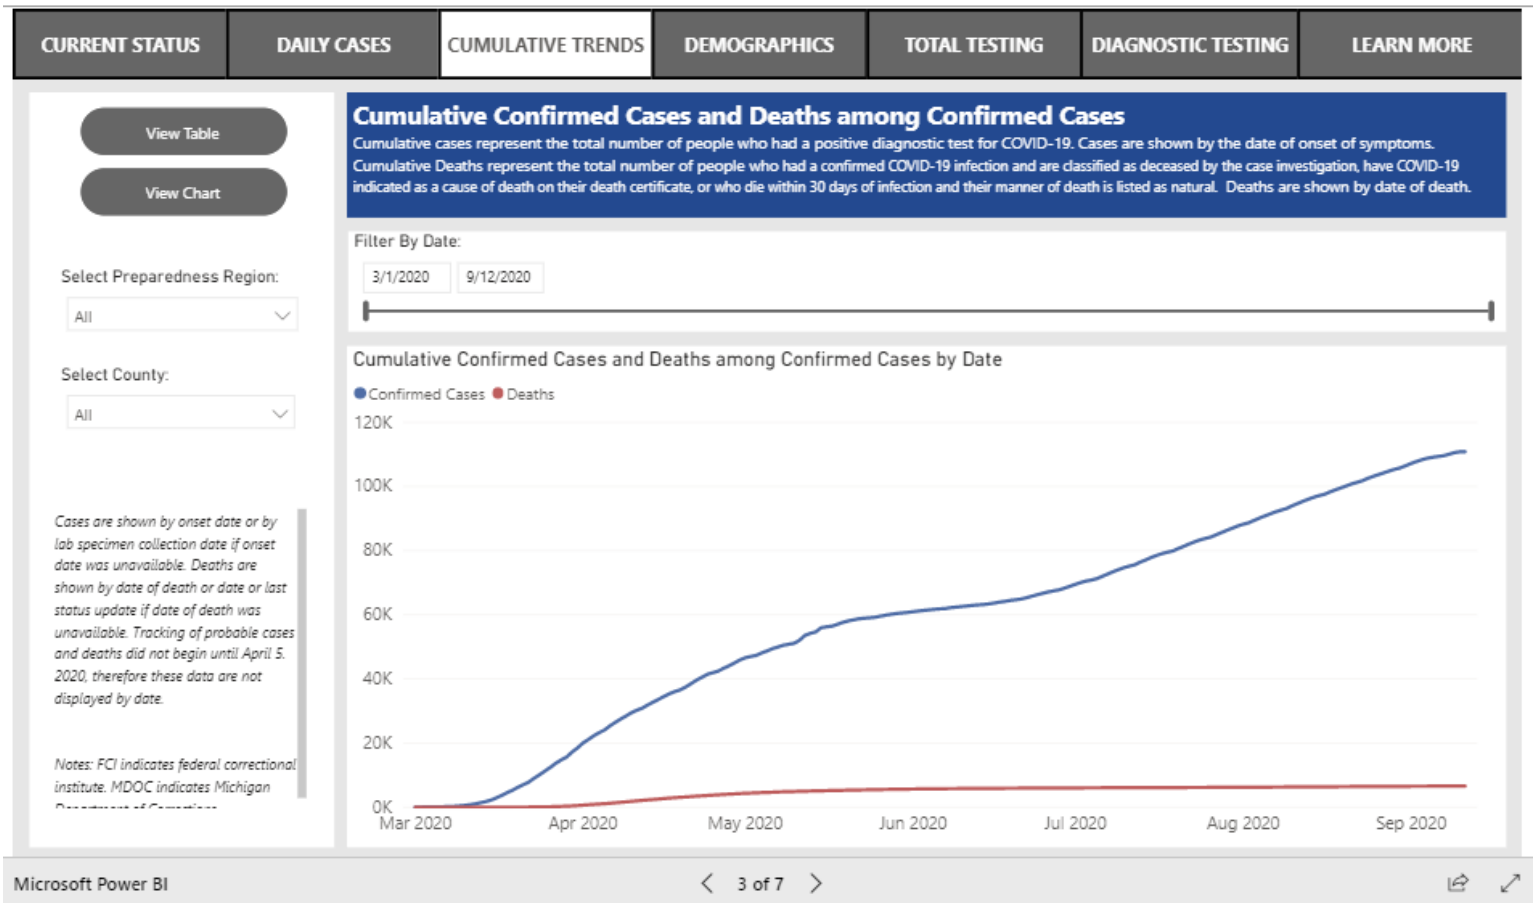 CURRENT STATUS
DAILY CASES
CUMULATIVE TRENDS
DEMOGRAPHICS
TOTAL TESTING
DIAGNOSTIC TESTING
LEARN MORE
View Table
View Chart
Select Preparedness Region:
All
Select County:
All
Cases are shown by onset date or by
lab specimen collection date if onset
date was unavailable. Deaths are
shown by date of death or date or last
status update if date of death was
unavailable. Tracking of probable cases
and deaths did not begin until April 5.
2020, therefore these data are not
displayed by date.
Notes: FCI indicates federal correctional
institute. MDOC indicates Michigan
Department of Corrections
Cumulative Confirmed Cases and Deaths among Confirmed Cases
Cumulative cases represent the total number of people who had a positive diagnostic test for COVID-19. Cases are shown by the date of onset of symptoms.
Cumulative Deaths represent the total number of people who had a confirmed COVID-19 infection and are classified as deceased by the case investigation, have COVID-19
indicated as a cause of death on their death certificate, or who die within 30 days of infection and their manner of death is listed as natural. Deaths are shown by date of death.
Filter By Date:
3/1/2020
9/12/2020
Cumulative Confirmed Cases and Deaths among Confirmed Cases by Date
Confirmed Cases
Deaths
120K
100K
80K
60K
40K
20K
0K
Mar 2020
Apr 2020
May 2020
Jun 2020
Jul 2020
Aug 2020
Sep 2020
Microsoft Power BI
3 of 7